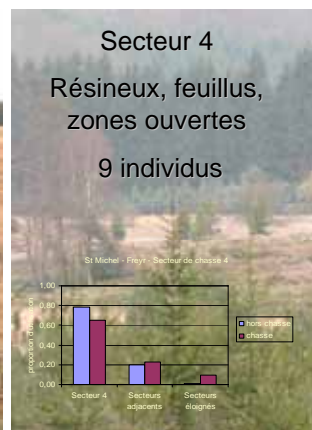 Secteur 4
Résineux, feuillus,
zones ouvertes
9 individus
St Michel - Freyr - Secteur de chasse 4
1,00
0,80
0,60
0,40
0,20
0,00
Secteur 4
Secteurs
adjacents
Secteurs
éloignés
hors chasse
chasse